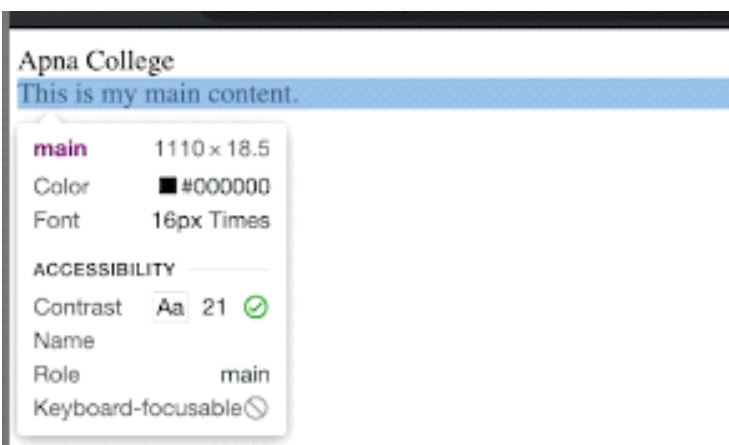 Apna College
This is my main content.
main 1110 × 18.5
Color #000000
Font 16px Times
ACCESSIBILITY
Contrast Aa 21
Name
Role main
Keyboard-focusable